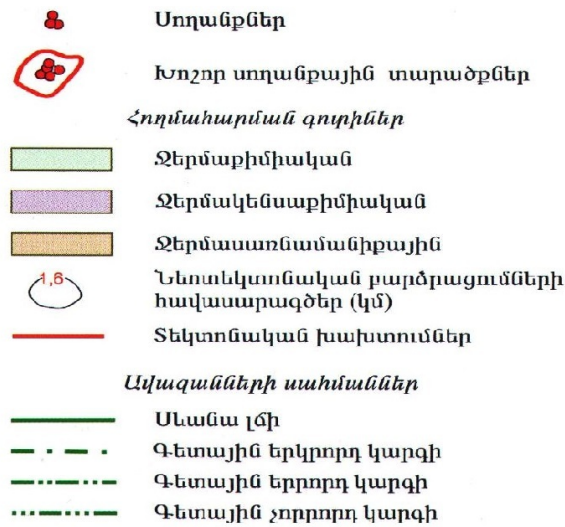 Սողանքներ
Խոշոր սողանքային տարածքներ
Հողմահարման գոտիներ
Ջերմաքիմիական
Ջերմակենսաքիմիական
Ջերմասառնամանիքային
1,6
Նեոտեկտոնական բարձրացումների
հավասարագծեր (կմ)
Տեկտոնական խախտումներ
Ավազանների սահմաններ
Սևանա լճի
Գետային երկրորդ կարգի
Գետային երրորդ կարգի
Գետային չորրորդ կարգի